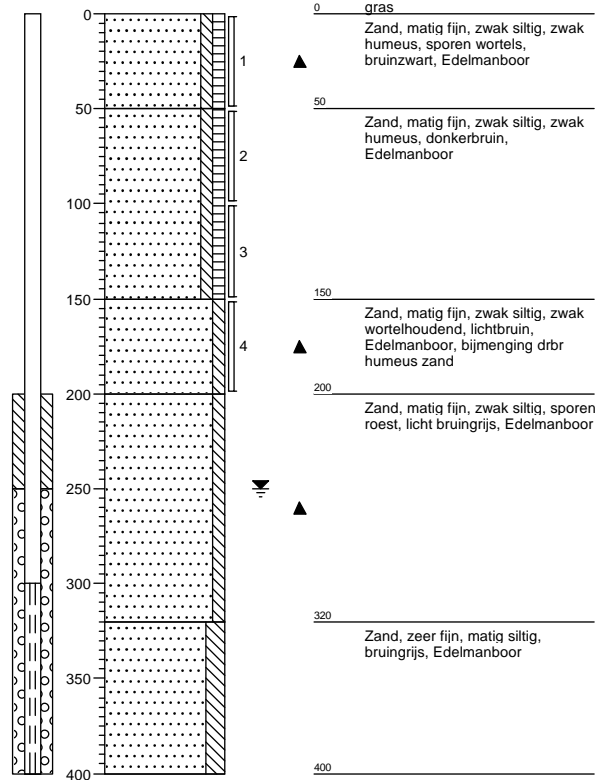 0
50
100
150
200
250
300
350
400
1
2
3
4
0
gras
Zand, matig fijn, zwak siltig, zwak
humeus, sporen wortels,
bruinzwart, Edelmanboor
50
Zand, matig fijn, zwak siltig, zwak
humeus, donkerbruin,
Edelmanboor
150
Zand, matig fijn, zwak siltig, zwak
wortelhoudend, lichtbruin,
Edelmanboor, bijmenging drbr
humeus zand
200
Zand, matig fijn, zwak siltig, sporen
roest, licht bruingrijs, Edelmanboor
320
Zand, zeer fijn, matig siltig,
bruingrijs, Edelmanboor
400